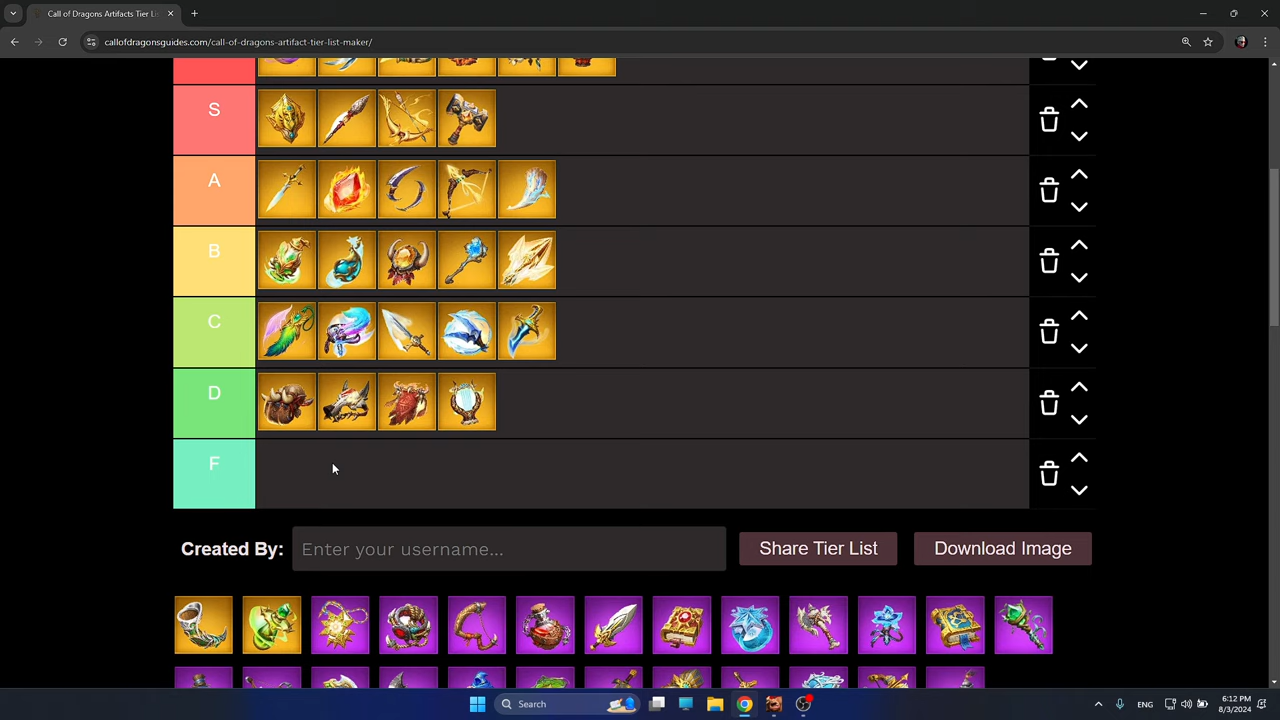 Call of Dragons Artifacts Tier Lis
callofdragonsguides.com/call-of-dragons-artifact-tier-list-maker/
S
A
B
C
D
F
Created By:
Enter your username...
Share Tier List
Download Image
Search
ENG
6:12 PM
8/3/2024